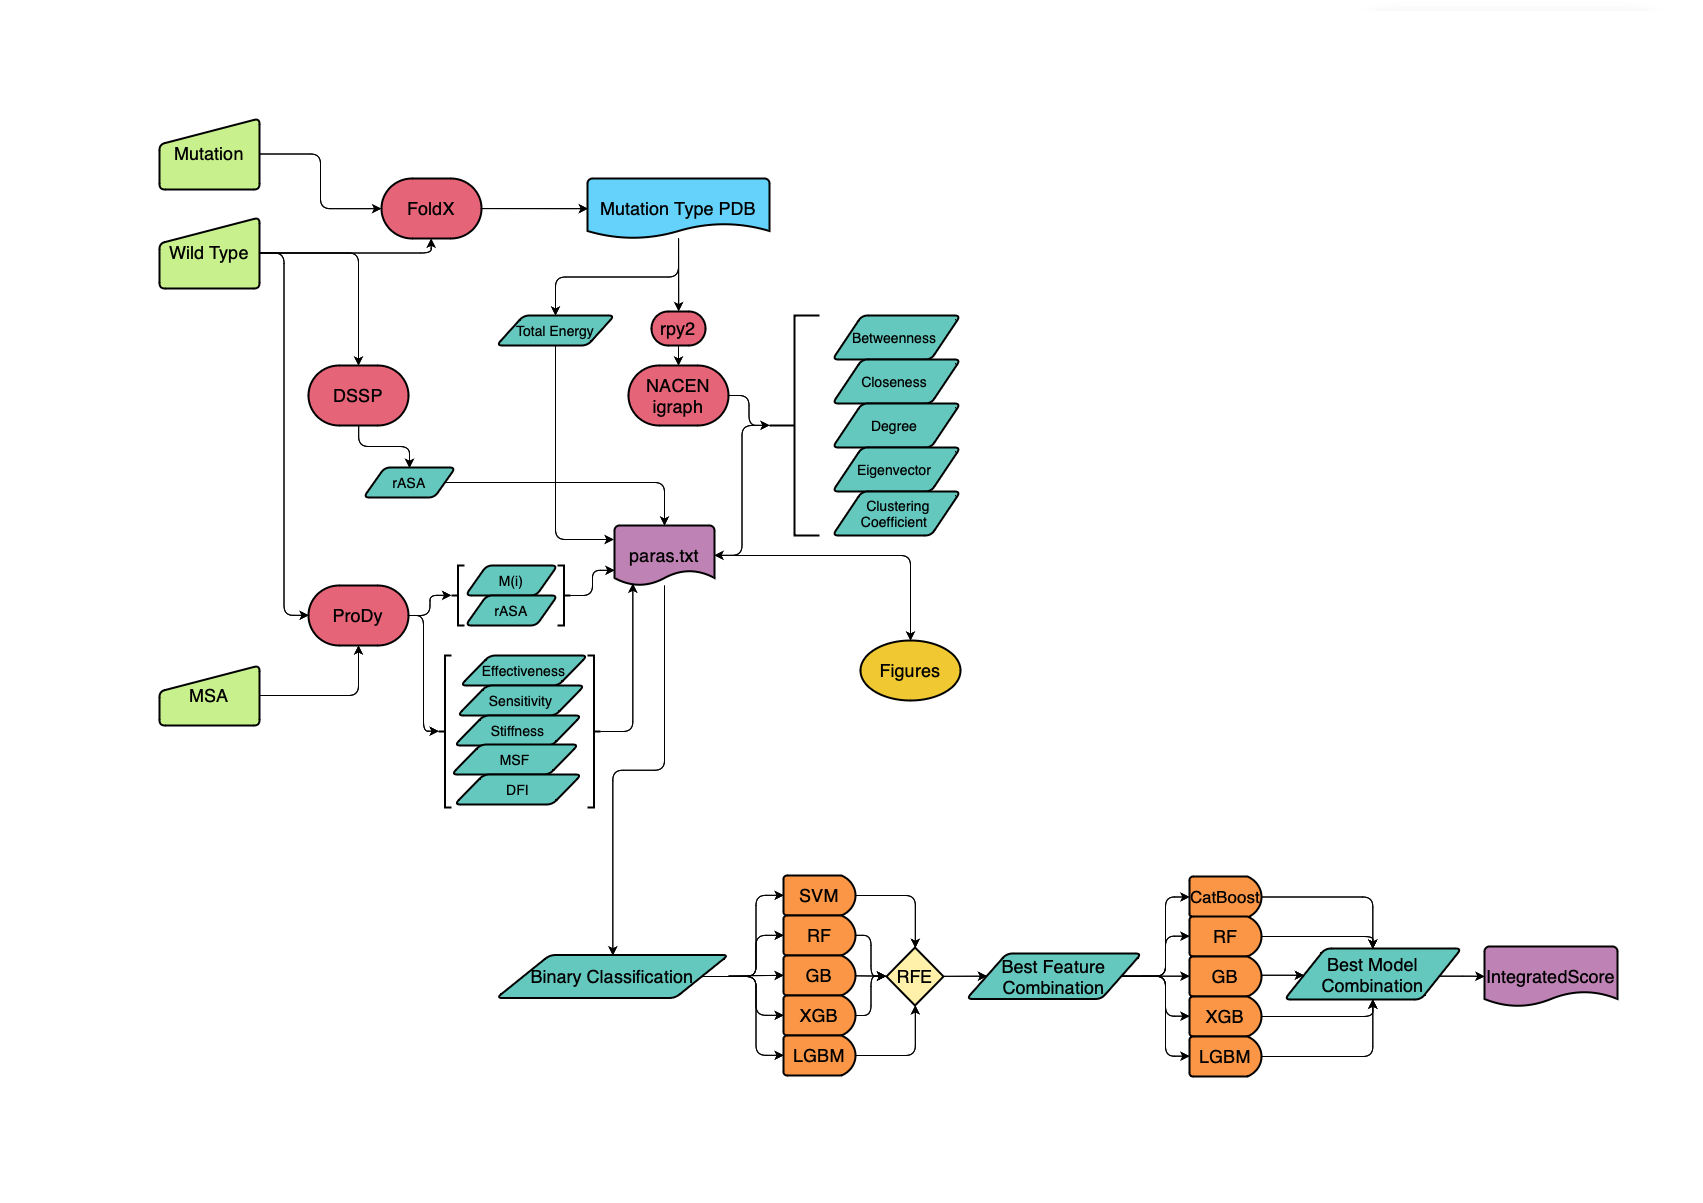 Mutation
FoldX
Mutation Type PDB
Wild Type
Total Energy
rpy2
Betweenness
Closeness
Degree
Eigenvector
Clustering
Coefficient
DSSP
NACEN
igraph
rASA
paras.txt
M(i)
rASA
ProDy
Effectiveness
Sensitivity
Stiffness
MSF
DFI
MSA
Figures
Binary Classification
SVM
RF
GB
XGB
LGBM
RFE
Best Feature
Combination
CatBoost
RF
GB
XGB
LGBM
Best Model
Combination
IntegratedScore